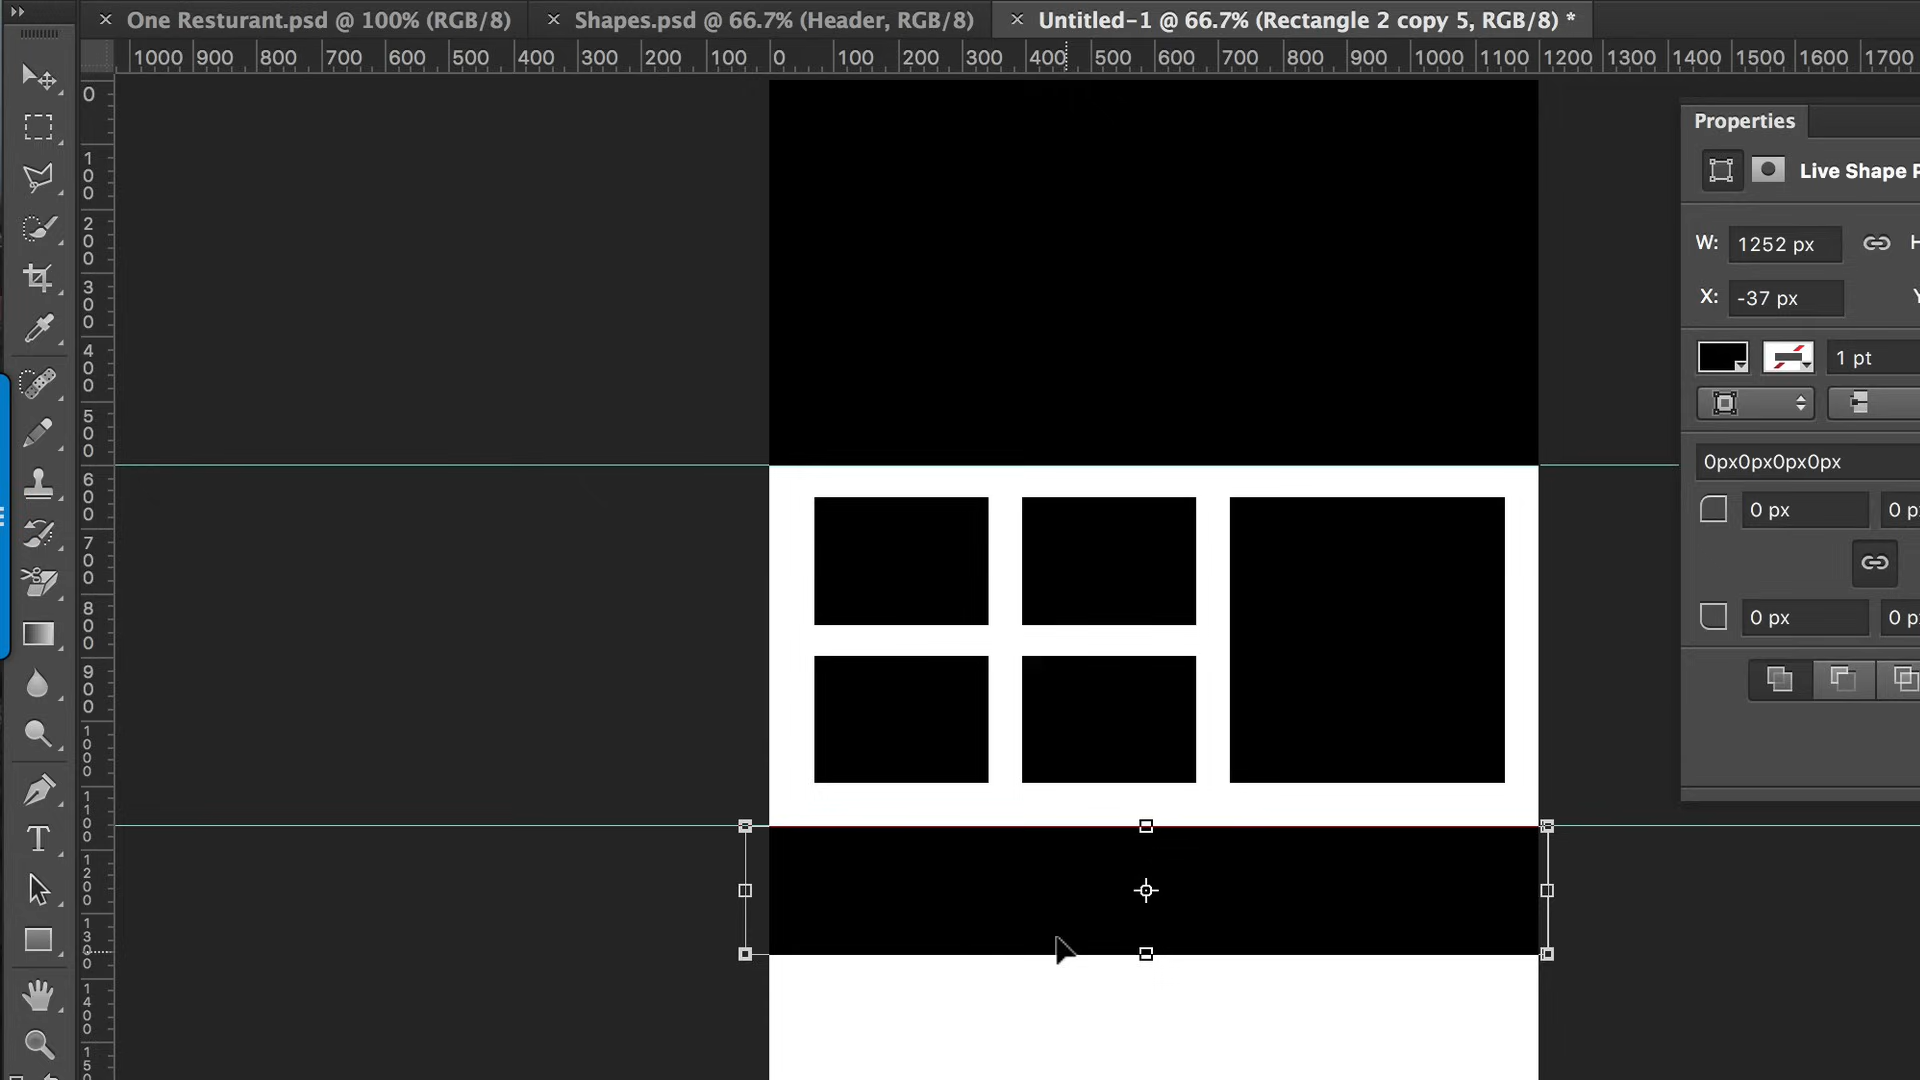 One Resturant.psd @ 100% (RGB/8)
Shapes.psd @ 66.7% (Header, RGB/8)
Untitled-1 @ 66.7% (Rectangle 2 copy 5, RGB/8) *
1000 900 800 700 600 500 400 300 200 100 0 100 200 300 400 500 600 700 800 900 1000 1100 1200 1300 1400 1500 1600 1700
0
100
200
300
400
500
600
700
800
900
1000
1100
1200
1300
1400
15
Properties
Live Shape P
W: 1252 px
H
X: -37 px
Y
1 pt
0px0px0px0px
0 px
0 p
0 px
0 p